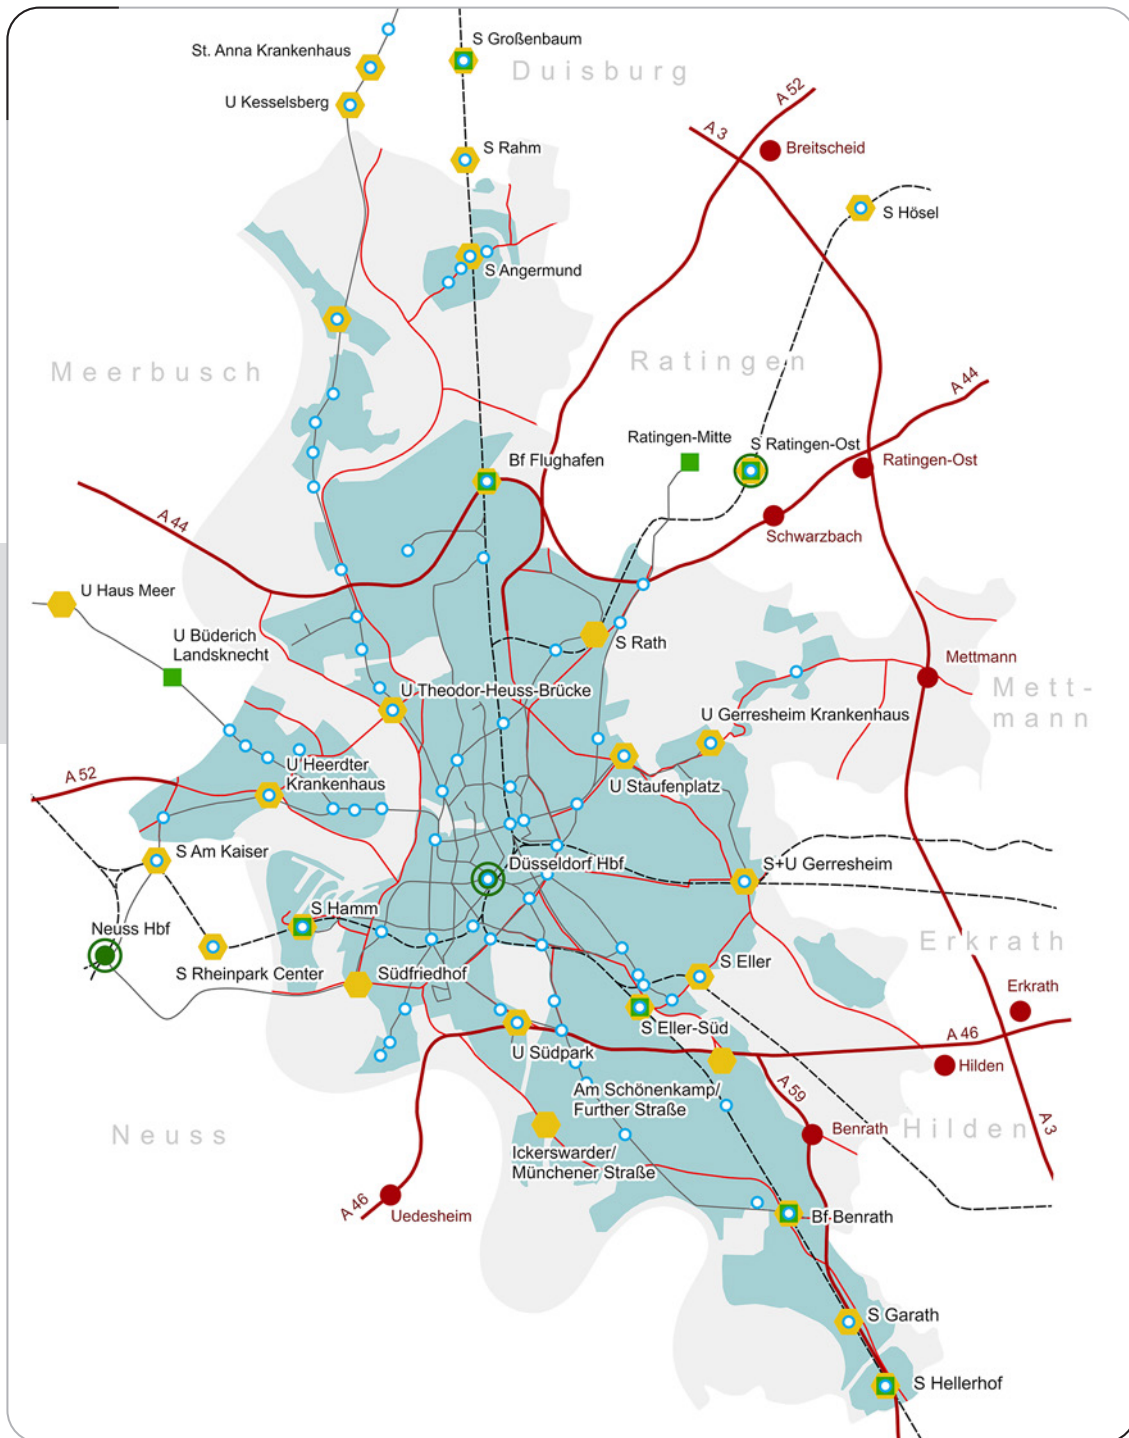 S Großenbaum
St. Anna Krankenhaus
Duisburg
A 52
U Kesselsberg
A 3
Breitscheid
S Rahm
S Hösel
S Angermund
Ratingen
Meerbusch
A 44
Ratingen-Mitte
S Ratingen-Ost
Bf Flughafen
Ratingen-Ost
A 44
Schwarzbach
U Haus Meer
U Büderich
Landsknecht
S Rath
Mettmann
U Theodor-Heuss-Brücke
Mett-
mann
U Gerresheim Krankenhaus
A 52
U Heerdter
Krankenhaus
U Staufenplatz
S Am Kaiser
Düsseldorf Hbf
S+U Gerresheim
S Hamm
Neuss Hbf
Erkrath
S Rheinpark Center
Südfriedhof
S Eller
Erkrath
S Eller-Süd
A 46
U Südpark
Hilden
Am Schönenkamp/
Further Straße
A 59
A 3
Neuss
Benrath
Hilden
Ickerswarder/
Münchener Straße
A 46
Uedesheim
Bf Benrath
S Garath
S Hellerhof